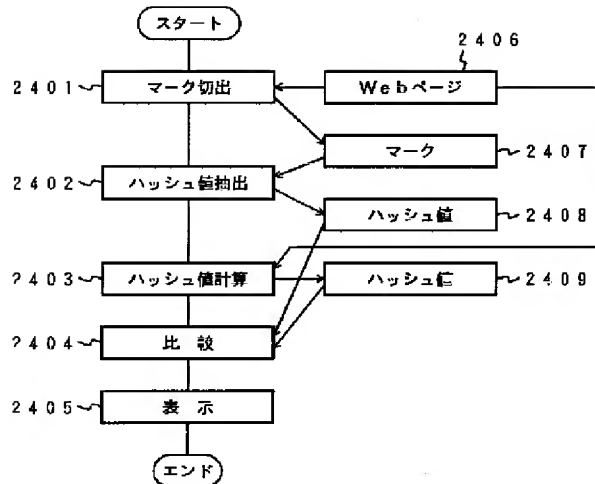 スタート
2406
2401 マーク切出 Webページ
マーク 2407
2402 ハッシュ値抽出
ハッシュ値 2408
2403 ハッシュ値計算 ハッシュ値 2409
2404 比較
2405 表示
エンド